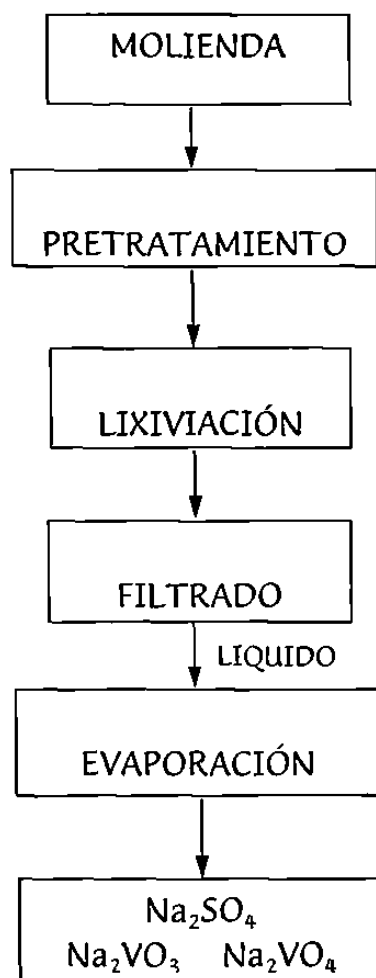 MOLIENDA
PRETRATAMIENTO
LIXIVIACIÓN
FILTRADO
LIQUIDO
EVAPORACIÓN
Na₂SO₄
Na₂VO₃ Na₂VO₄